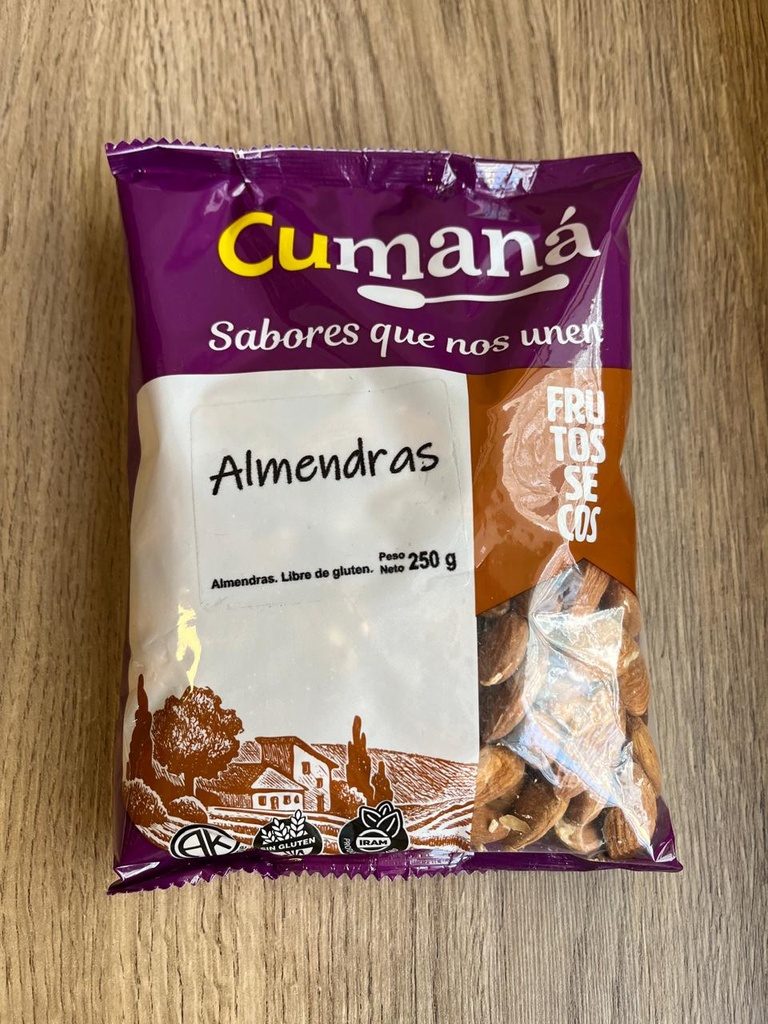 Cumaná
Sabores que nos unen
FRU
TOS
SE
COS
Almendras
Almendras. Libre de gluten. Peso Neto 250 g
AK
SIN GLUTEN
IRAM